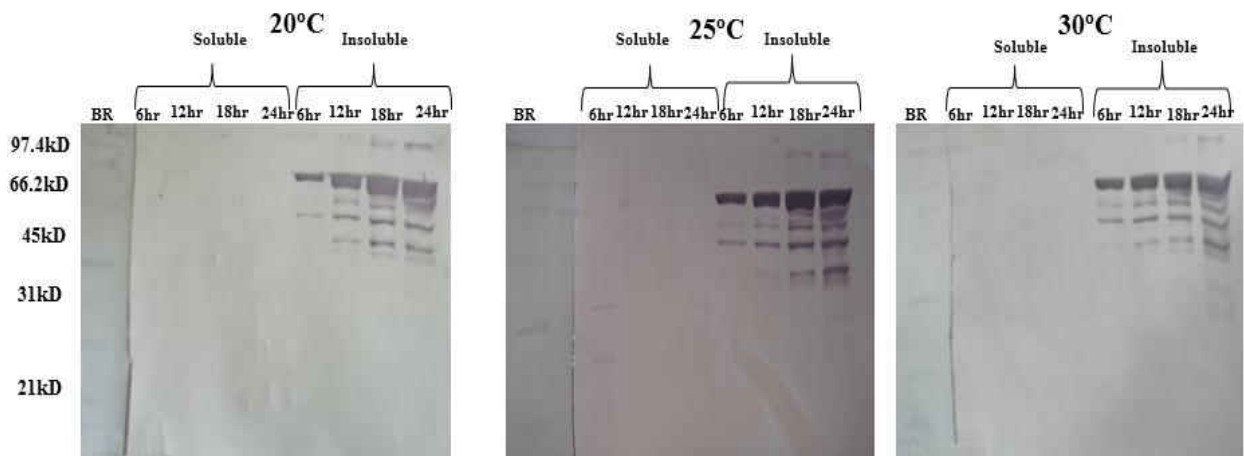 20°C
Soluble Insoluble
BR 6hr 12hr 18hr 24hr 6hr 12hr 18hr 24hr
97.4kD
66.2kD
45kD
31kD
21kD
25°C
Soluble Insoluble
BR 6hr 12hr 18hr 24hr 6hr 12hr 18hr 24hr
30°C
Soluble Insoluble
BR 6hr 12hr 18hr 24hr 6hr 12hr 18hr 24hr